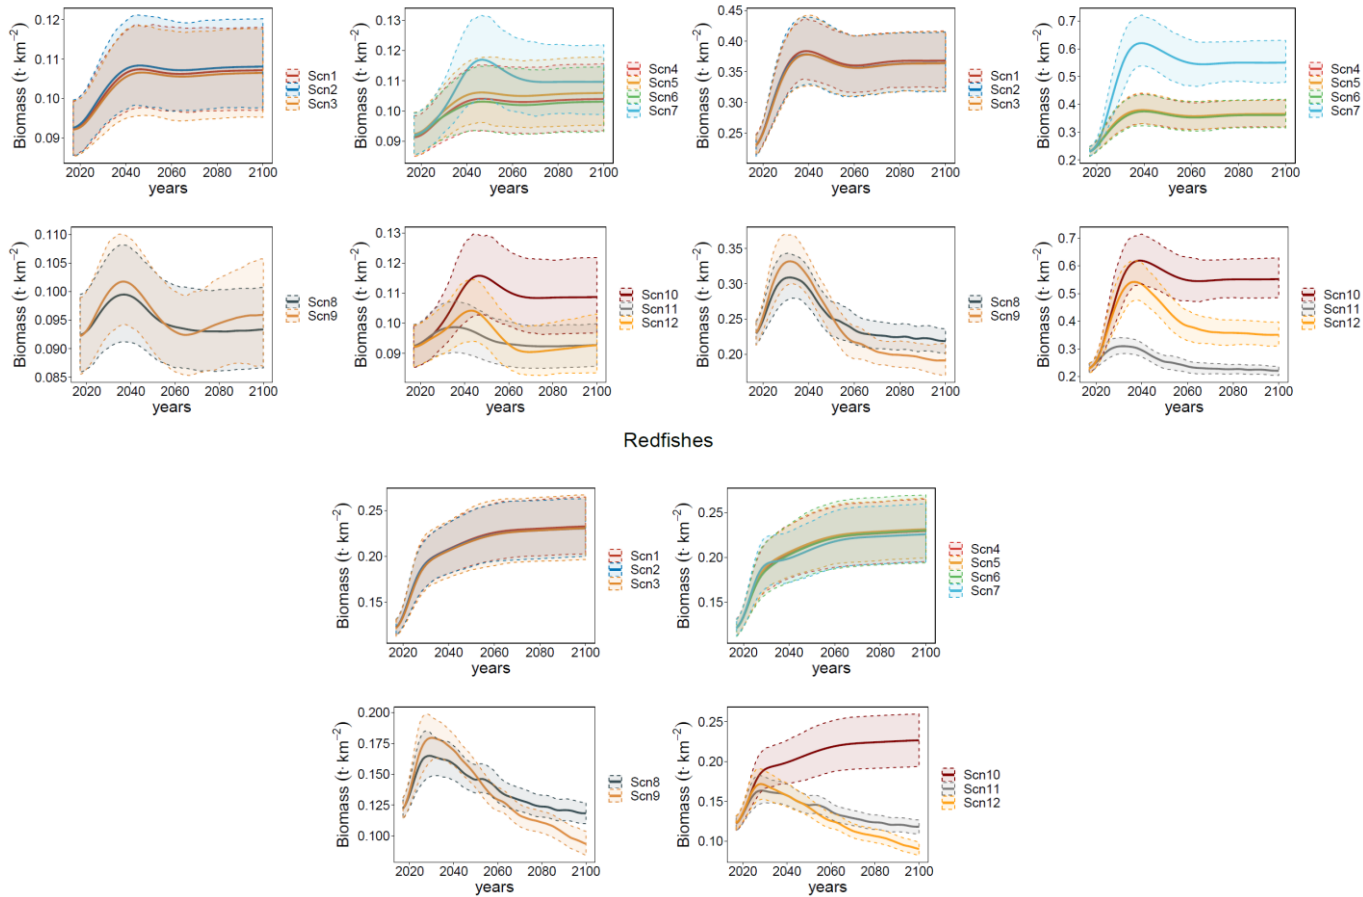 Biomass (t· km⁻²)
0.12
0.11
0.10
0.09
2020 2040 2060 2080 2100
years
Scn1
Scn2
Scn3
Biomass (t· km⁻²)
0.13
0.11
0.10
0.09
2020 2040 2060 2080 2100
years
Scn4
Scn5
Scn6
Scn7
Biomass (t· km⁻²)
0.45
0.40
0.35
0.30
0.25
2020 2040 2060 2080 2100
years
Scn1
Scn2
Scn3
Biomass (t· km⁻²)
0.7
0.6
0.5
0.4
0.3
0.2
2020 2040 2060 2080 2100
years
Scn4
Scn5
Scn6
Scn7
Biomass (t· km⁻²)
0.110
0.105
0.100
0.095
0.090
0.085
2020 2040 2060 2080 2100
years
Scn8
Scn9
Biomass (t· km⁻²)
0.13
0.12
0.11
0.10
0.09
2020 2040 2060 2080 2100
years
Scn10
Scn11
Scn12
Biomass (t· km⁻²)
0.35
0.30
0.25
0.20
2020 2040 2060 2080 2100
years
Scn8
Scn9
Biomass (t· km⁻²)
0.7
0.6
0.5
0.4
0.3
0.2
2020 2040 2060 2080 2100
years
Scn10
Scn11
Scn12
Redfishes
Biomass (t· km⁻²)
0.25
0.20
0.15
2020 2040 2060 2080 2100
years
Scn1
Scn2
Scn3
Biomass (t· km⁻²)
0.25
0.20
0.15
2020 2040 2060 2080 2100
years
Scn4
Scn5
Scn6
Scn7
Biomass (t· km⁻²)
0.200
0.175
0.150
0.125
0.100
2020 2040 2060 2080 2100
years
Scn8
Scn9
Biomass (t· km⁻²)
0.25
0.20
0.15
0.10
2020 2040 2060 2080 2100
years
Scn10
Scn11
Scn12